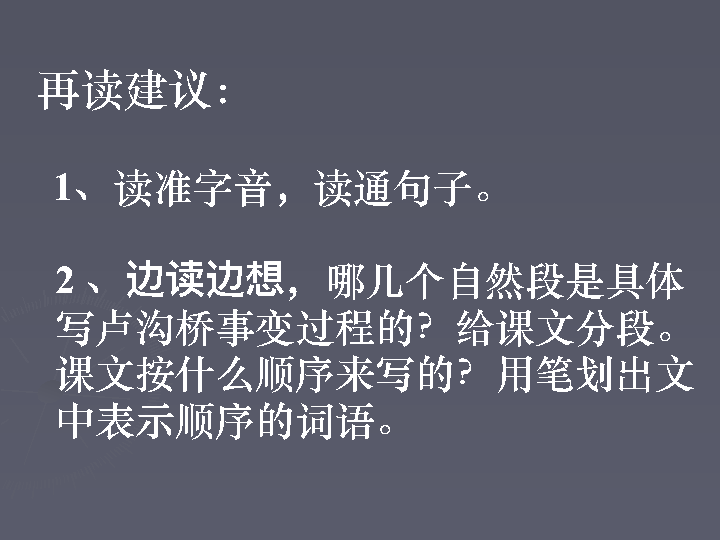 再读建议：
1、读准字音，读通句子。
2、边读边想，哪几个自然段是具体
写卢沟桥事变过程的？给课文分段。
课文按什么顺序来写的？用笔划出文
中表示顺序的词语。